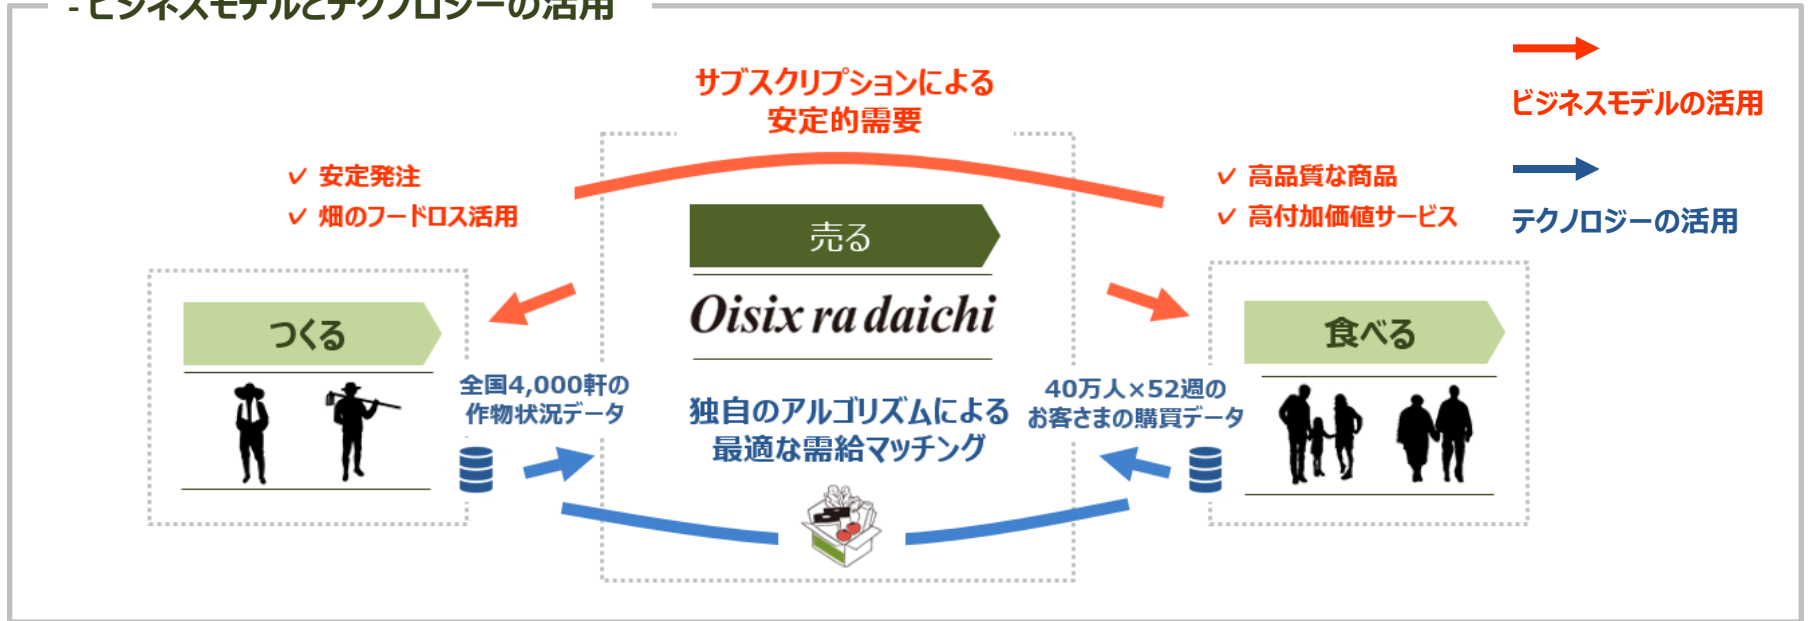 - ビジネスモデルとテクノロジーの活用
サブスクリプションによる
安定的需要
ビジネスモデルの活用
テクノロジーの活用
✓ 安定発注
✓ 畑のフードロス活用
✓ 高品質な商品
✓ 高付加価値サービス
売る
Oisix ra daichi
つくる
食べる
全国4,000軒の
作物状況データ
独自のアルゴリズムによる
最適な需給マッチング
40万人×52週の
お客さまの購買データ